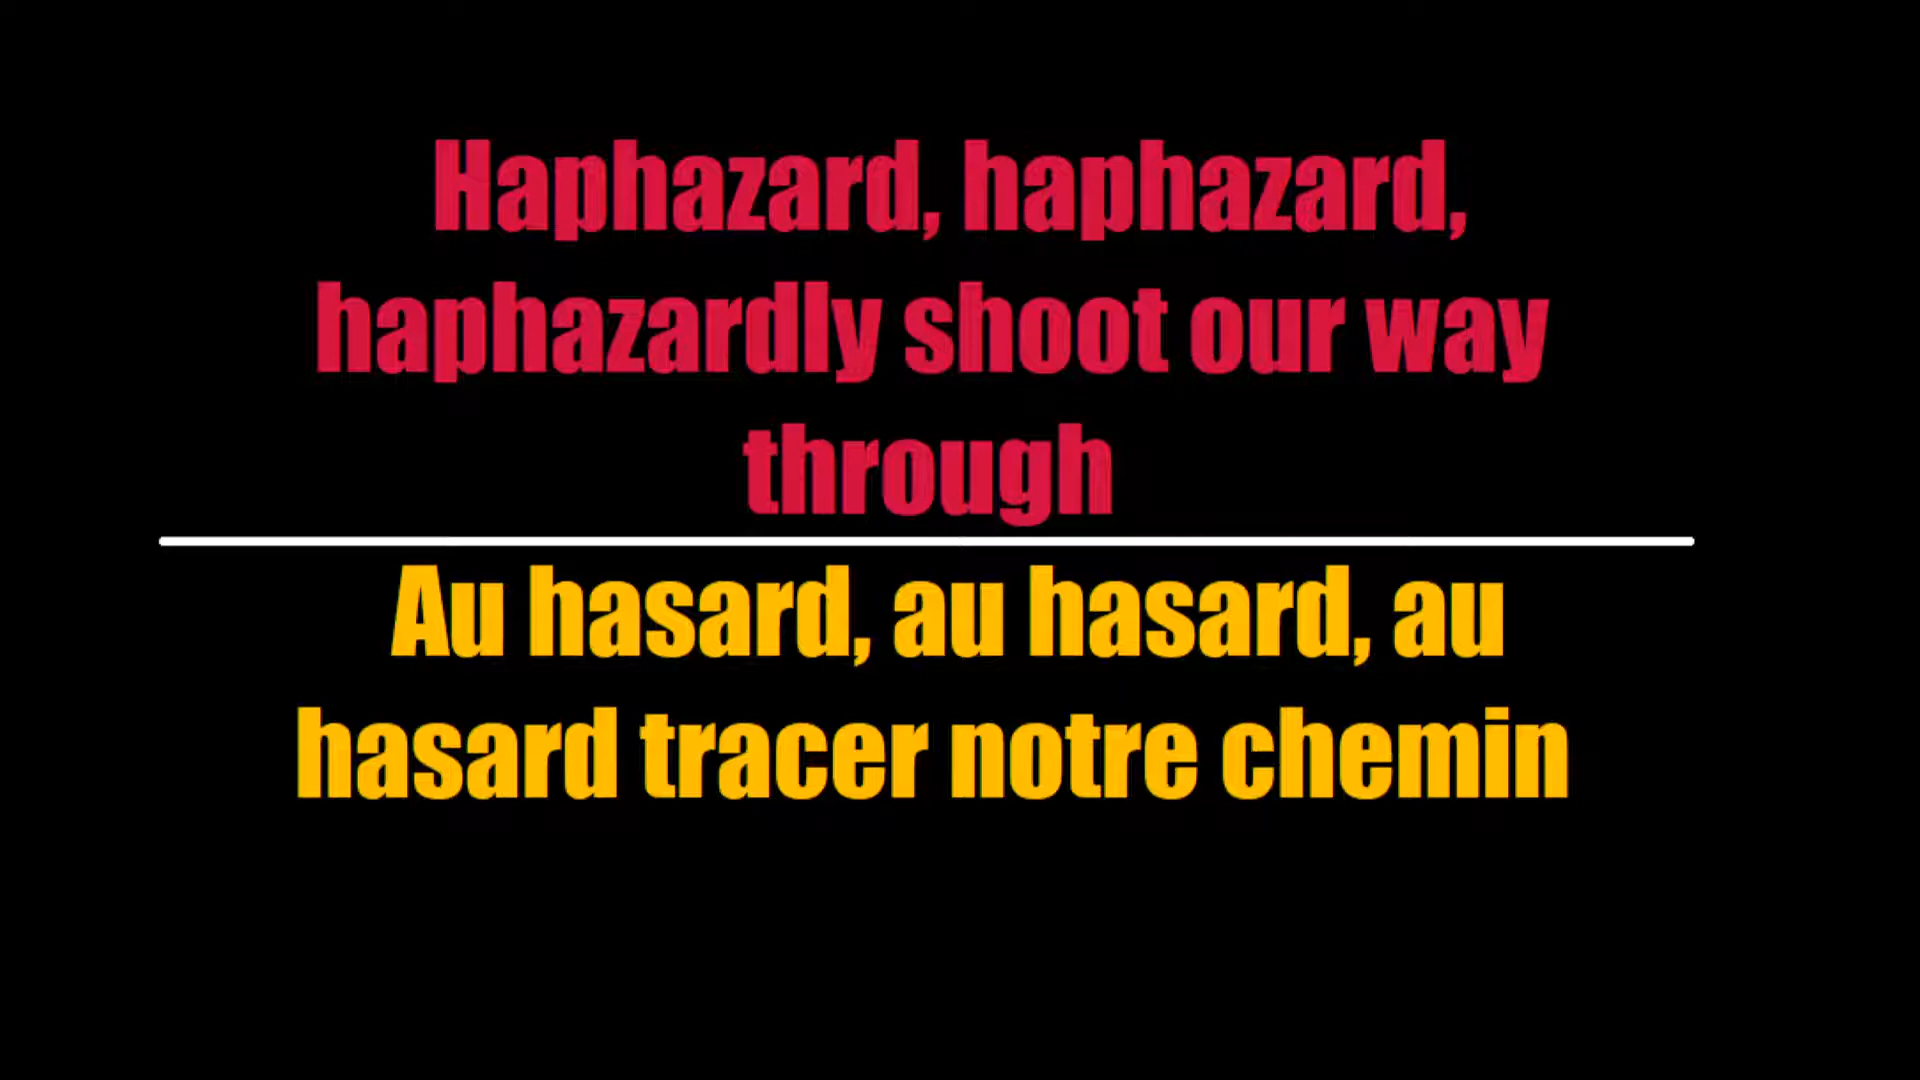 Haphazard, haphazard,
haphazardly shoot our way
through
Au hasard, au hasard, au
hasard tracer notre chemin